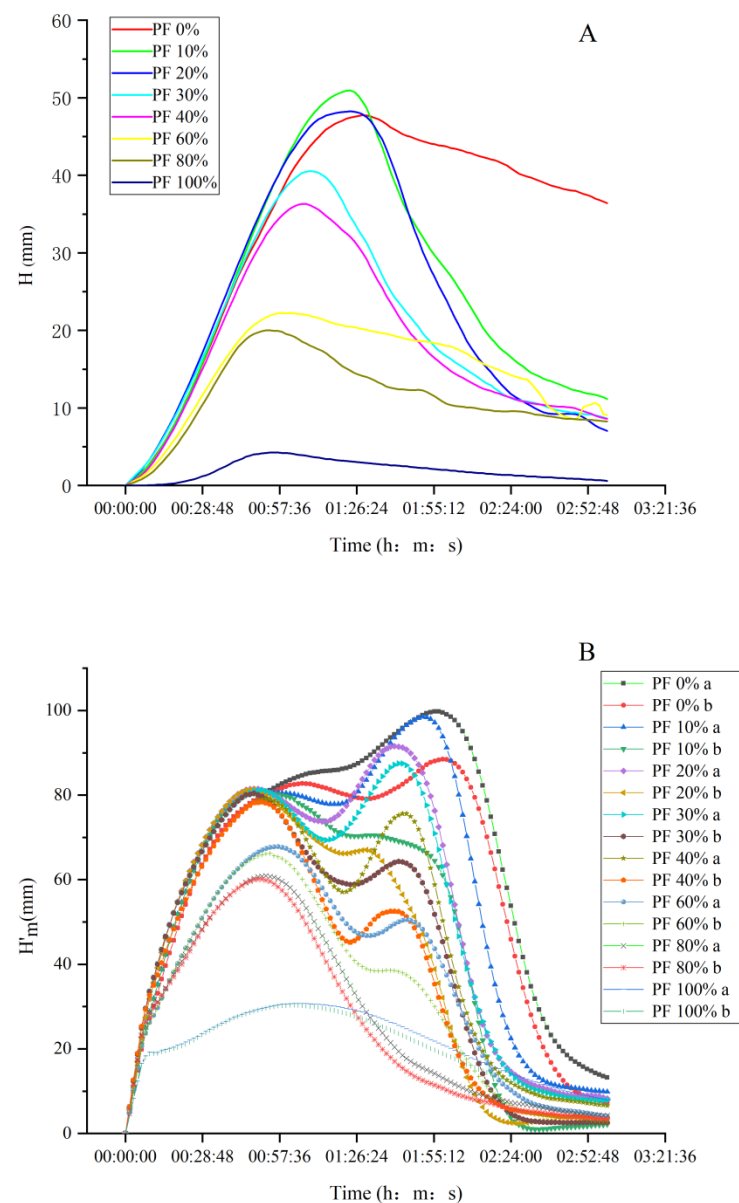 A
PF 0%
PF 10%
PF 20%
PF 30%
PF 40%
PF 60%
PF 80%
PF 100%
60
50
40
30
20
10
0
H (mm)
00:00:00 00:28:48 00:57:36 01:26:24 01:55:12 02:24:00 02:52:48 03:21:36
Time (h: m: s)
B
PF 0% a
PF 0% b
PF 10% a
PF 10% b
PF 20% a
PF 20% b
PF 30% a
PF 30% b
PF 40% a
PF 40% b
PF 60% a
PF 60% b
PF 80% a
PF 80% b
PF 100% a
PF 100% b
100
80
60
40
20
0
H'm(mm)
00:00:00 00:28:48 00:57:36 01:26:24 01:55:12 02:24:00 02:52:48 03:21:36
Time (h: m: s)